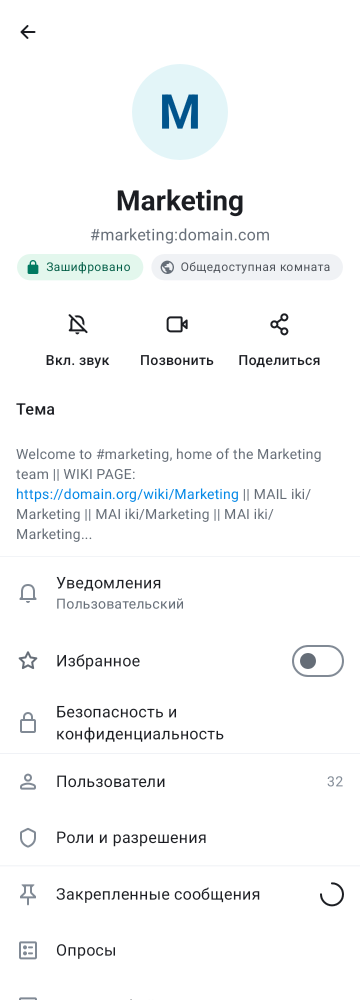 M
Marketing
#marketing:domain.com
Зашифровано
Общедоступная комната
Вкл. звук
Позвонить
Поделиться
Тема
Welcome to #marketing, home of the Marketing
team || WIKI PAGE:
https://domain.org/wiki/Marketing || MAIL iki/
Marketing || MAI iki/Marketing || MAI iki/
Marketing...
Уведомления
Пользовательский
Избранное
Безопасность и
конфиденциальность
Пользователи
32
Роли и разрешения
Закрепленные сообщения
Опросы